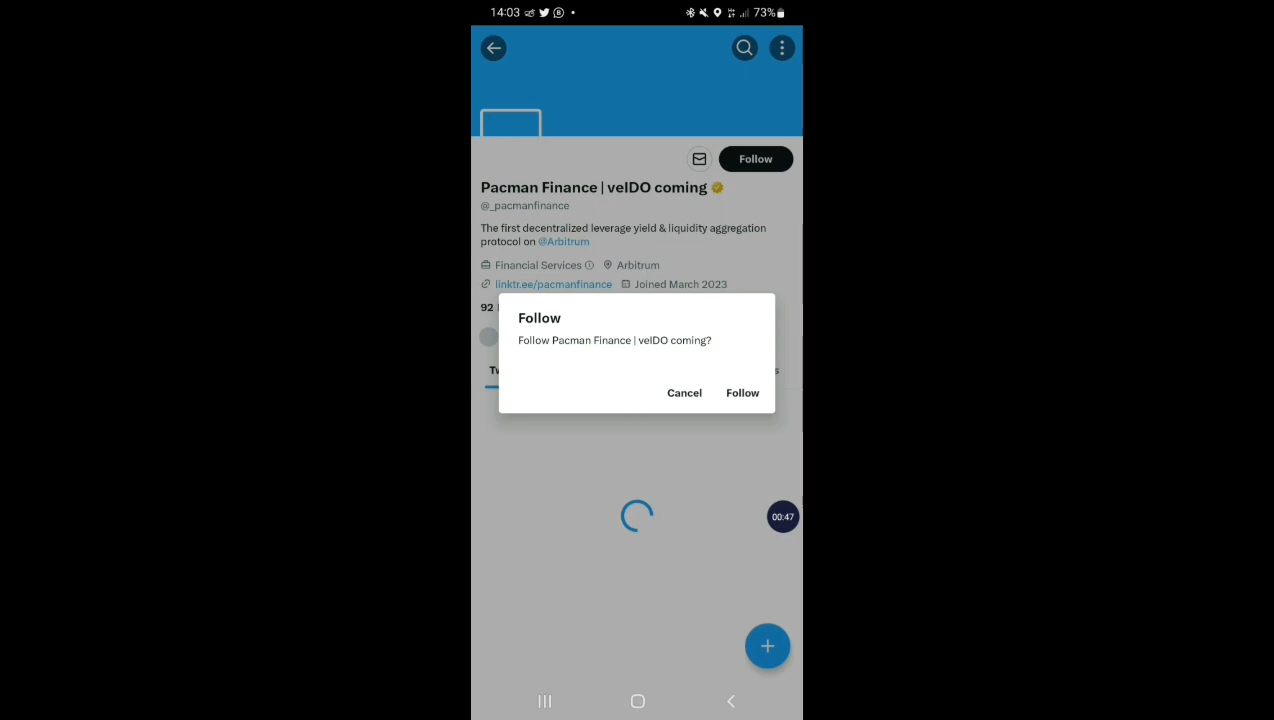 14:03
73%
Follow
Pacman Finance | veIDO coming
@_pacmanfinance
The first decentralized leverage yield & liquidity aggregation
protocol on @Arbitrum
Financial Services Arbitrum
linktr.ee/pacmanfinance Joined March 2023
92
Follow
Follow Pacman Finance | veIDO coming?
Tw
s
Cancel Follow
00:47